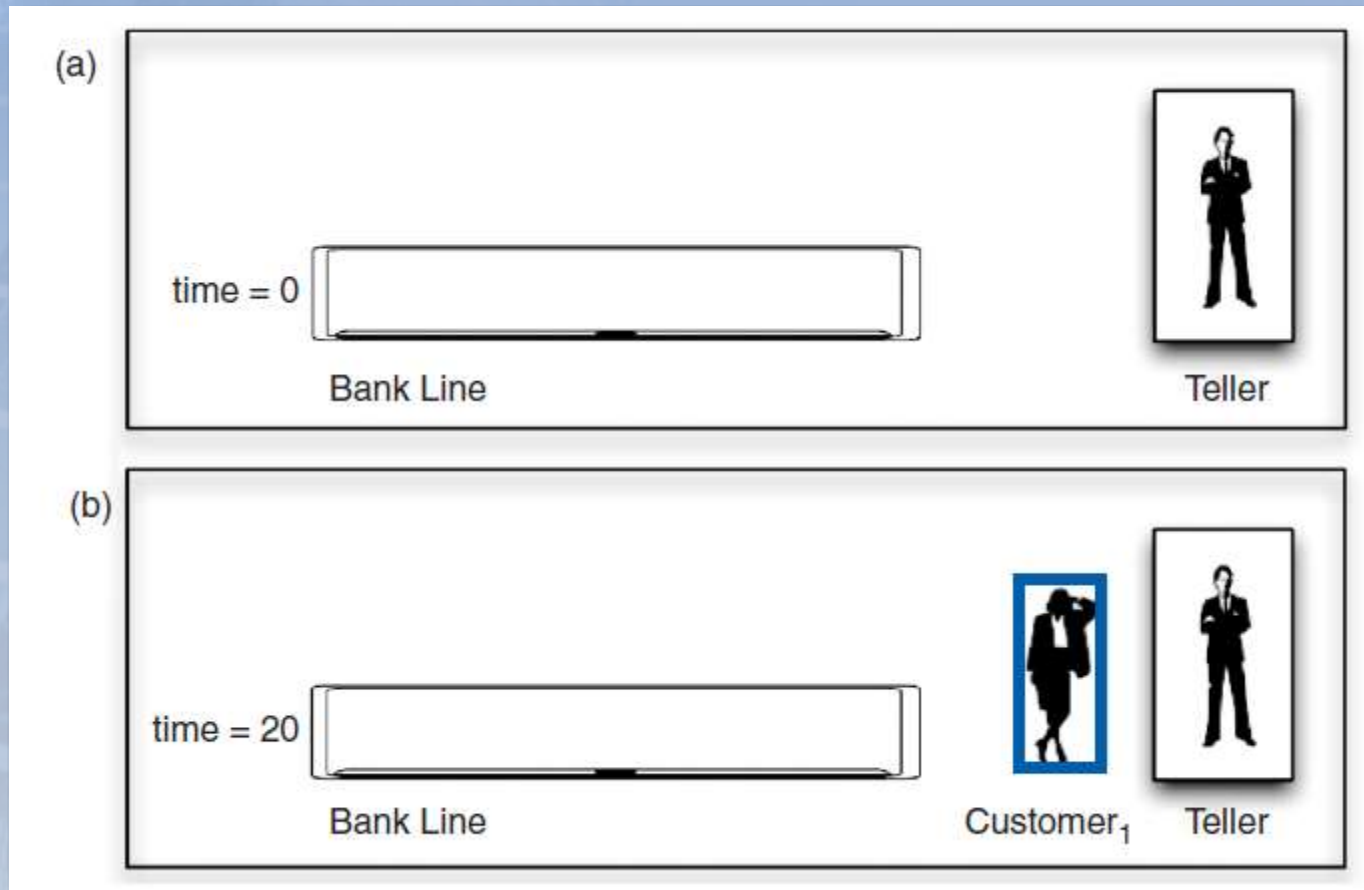 (a)
time = 0
Bank Line
Teller
(b)
time = 20
Bank Line
Customer₁
Teller